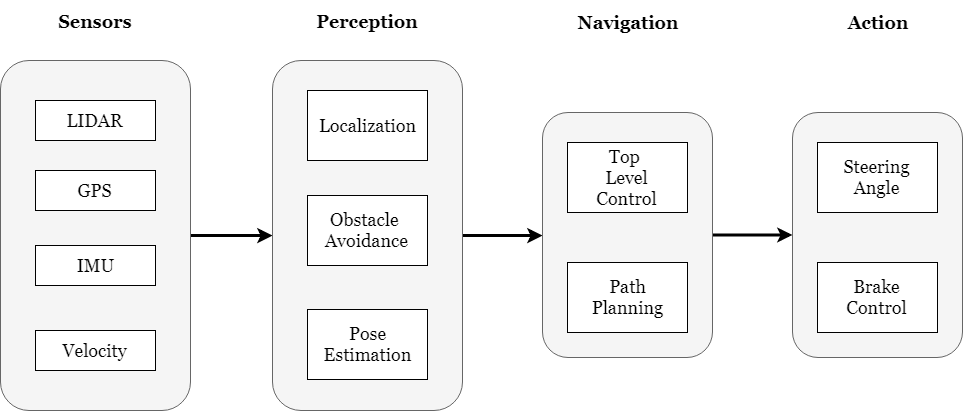 Sensors
Perception
Navigation
Action
LIDAR
GPS
IMU
Velocity
Localization
Obstacle
Avoidance
Pose
Estimation
Top
Level
Control
Path
Planning
Steering
Angle
Brake
Control